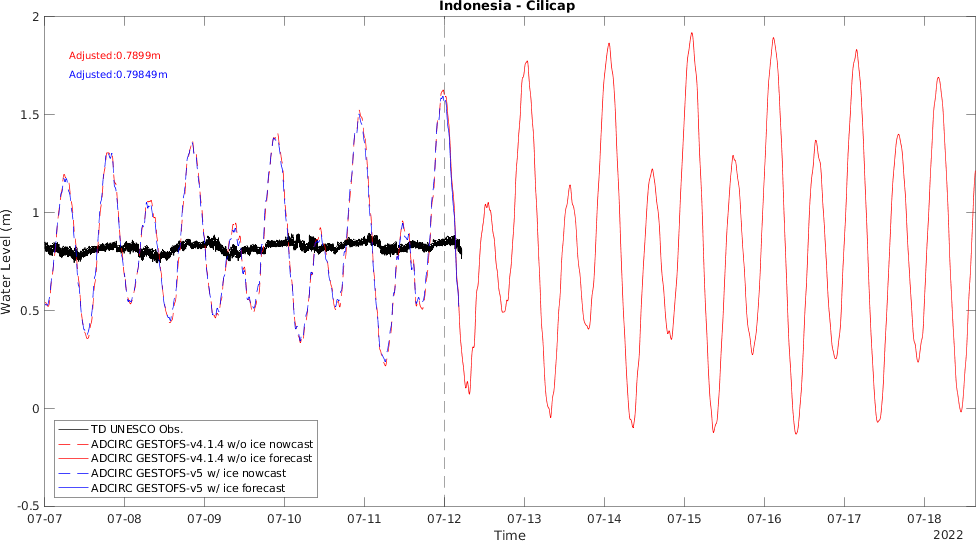 Indonesia - Cilicap
Adjusted:0.7899m
Adjusted:0.79849m
Water Level (m)
2
1.5
1
0.5
0
-0.5
TD UNESCO Obs.
ADCIRC GESTOFS-v4.1.4 w/o ice nowcast
ADCIRC GESTOFS-v4.1.4 w/o ice forecast
ADCIRC GESTOFS-v5 w/ ice nowcast
ADCIRC GESTOFS-v5 w/ ice forecast
07-07 07-08 07-09 07-10 07-11 07-12 07-13 07-14 07-15 07-16 07-17 07-18
Time
2022